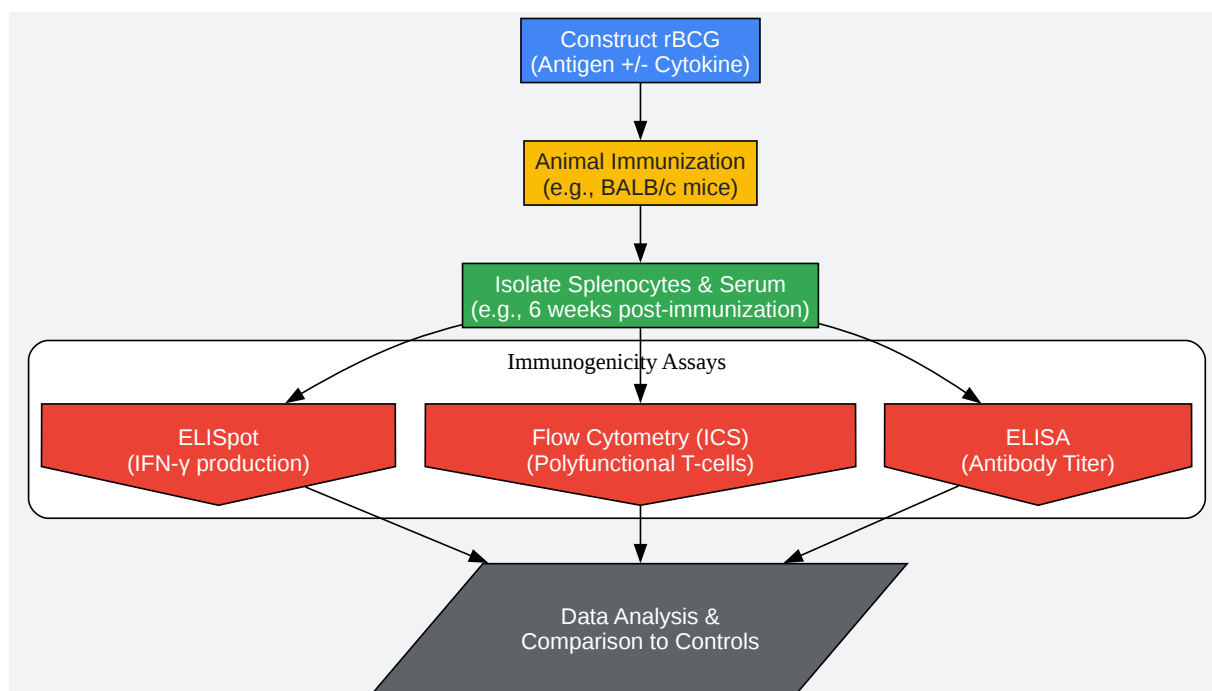 Construct rBCG
(Antigen +/- Cytokine)
Animal Immunization
(e.g., BALB/c mice)
Isolate Splenocytes & Serum
(e.g., 6 weeks post-immunization)
Immunogenicity Assays
ELISpot
(IFN-γ production)
Flow Cytometry (ICS)
(Polyfunctional T-cells)
ELISA
(Antibody Titer)
Data Analysis &
Comparison to Controls